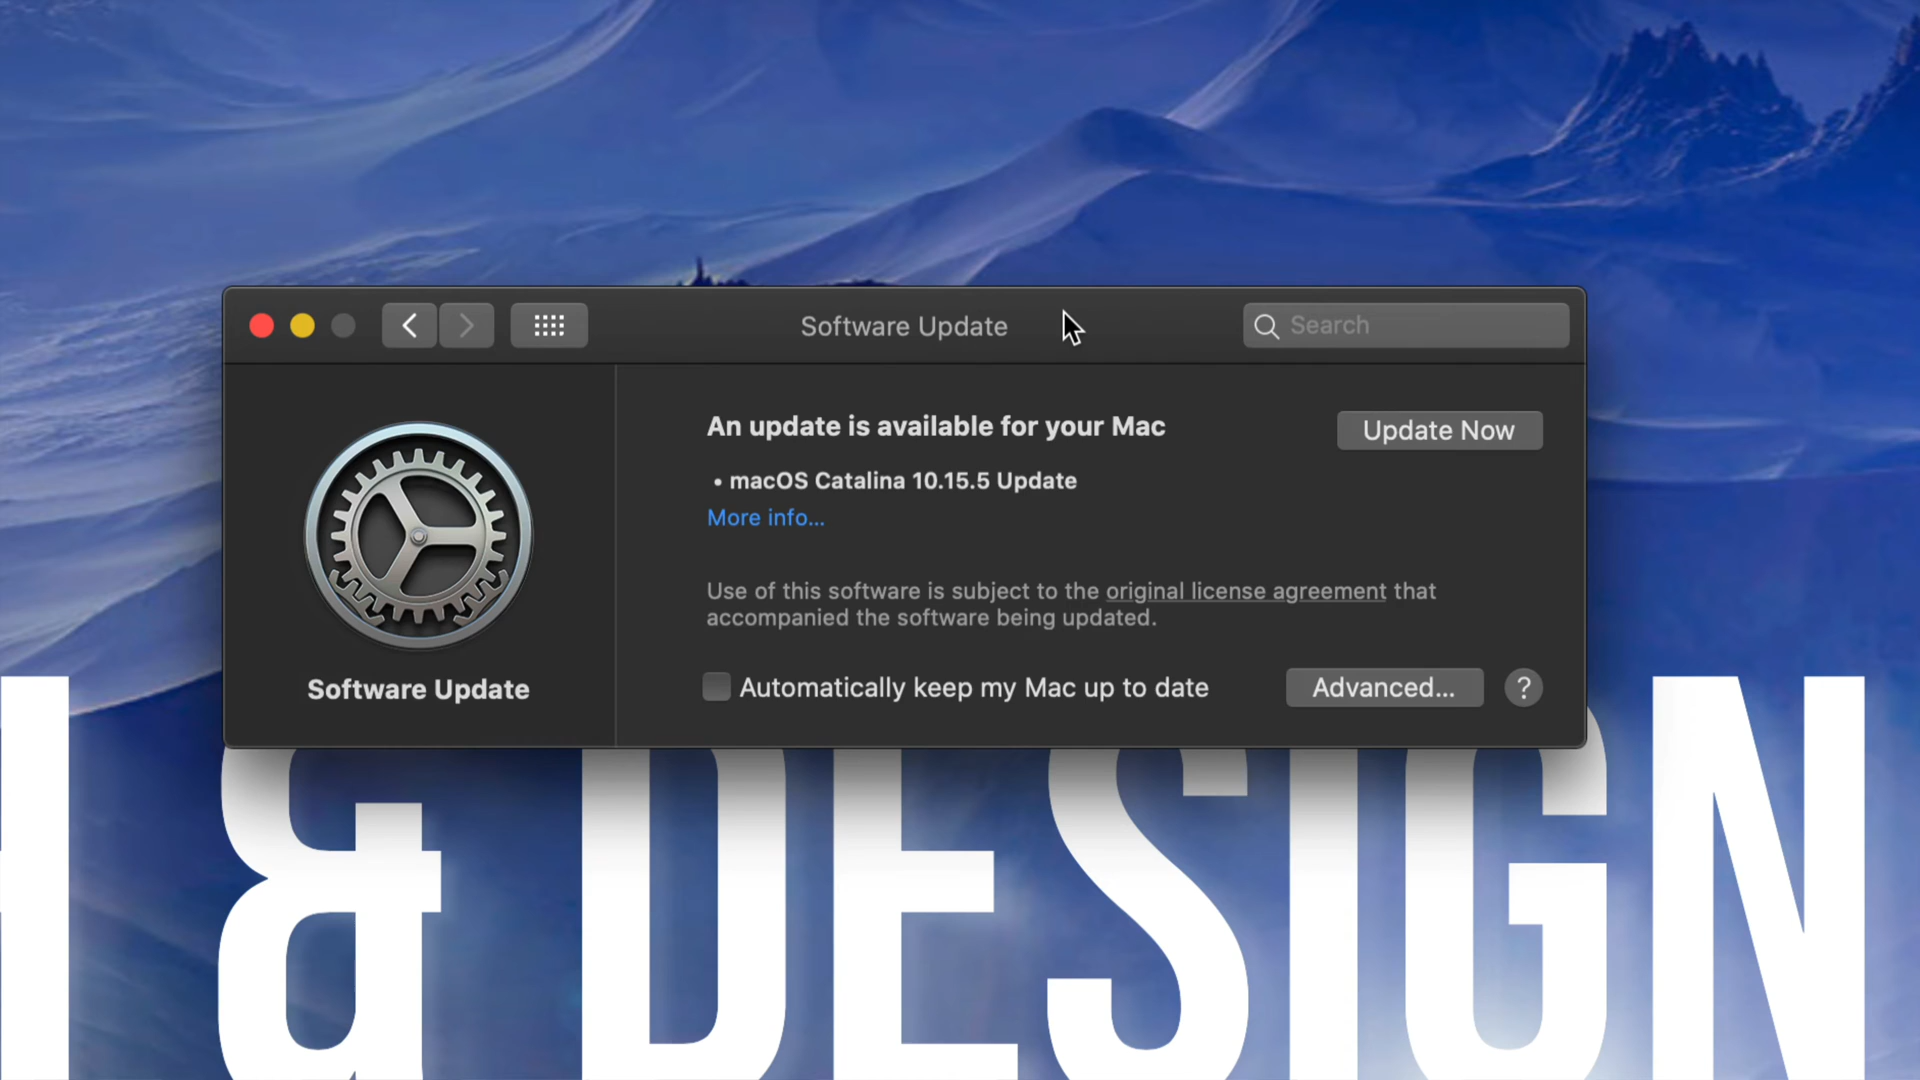 Software Update
Search
An update is available for your Mac
Update Now
• macOS Catalina 10.15.5 Update
More info...
Use of this software is subject to the original license agreement that
accompanied the software being updated.
Software Update
Automatically keep my Mac up to date
Advanced...
?
& DESIGN